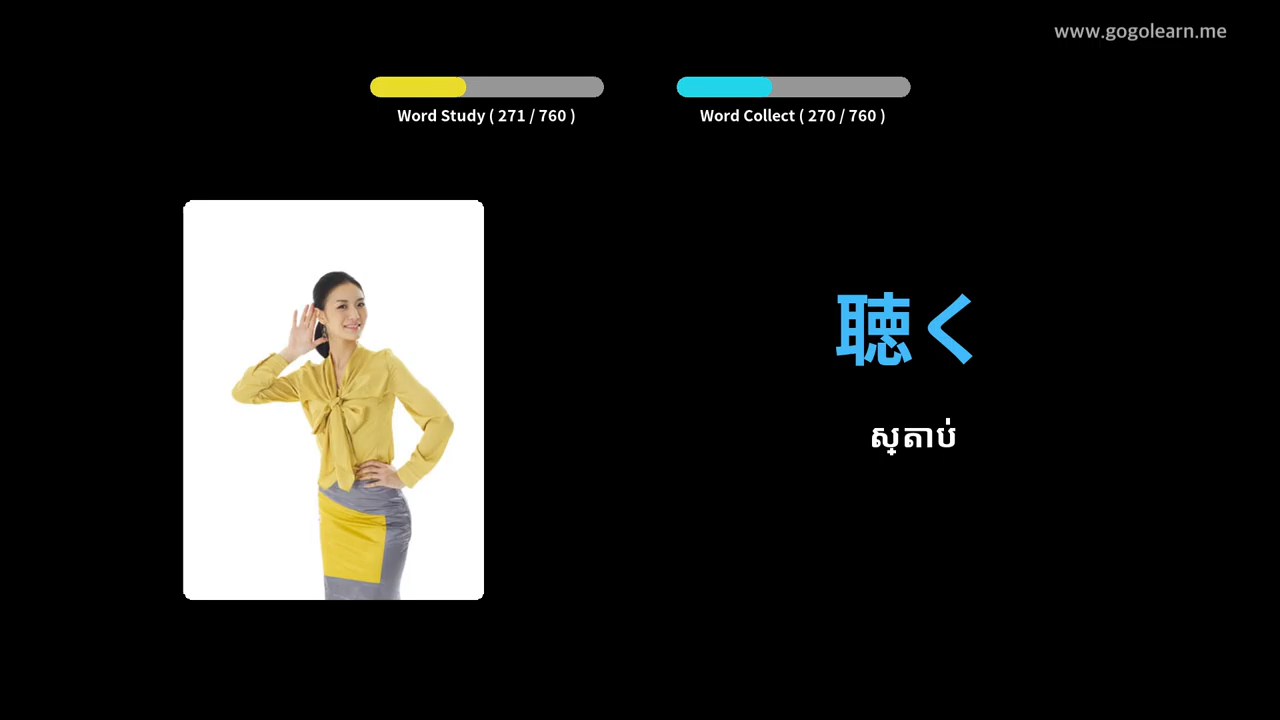 www.gogolearn.me
Word Study ( 271 / 760 )
Word Collect ( 270 / 760 )
聴く
ស្តាប់